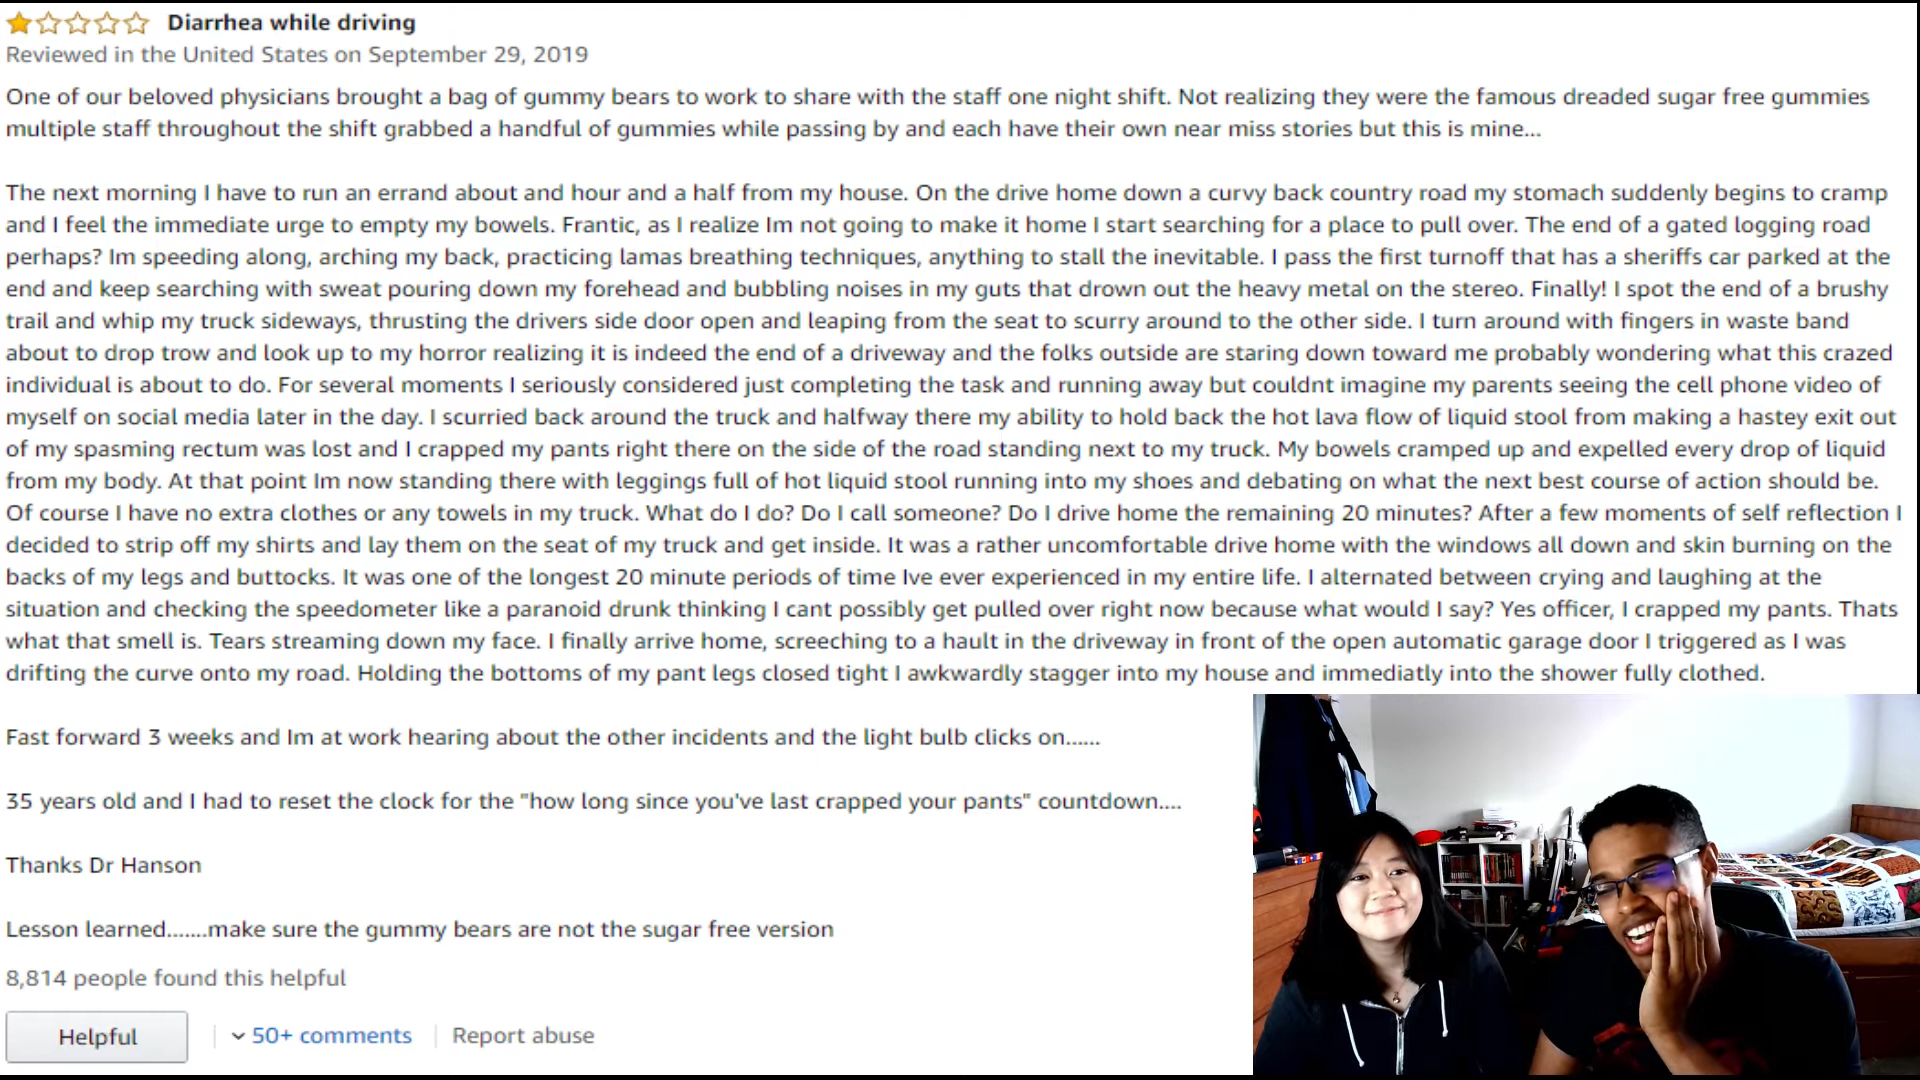 Diarrhea while driving
Reviewed in the United States on September 29, 2019
One of our beloved physicians brought a bag of gummy bears to work to share with the staff one night shift. Not realizing they were the famous dreaded sugar free gummies
multiple staff throughout the shift grabbed a handful of gummies while passing by and each have their own near miss stories but this is mine...
The next morning I have to run an errand about and hour and a half from my house. On the drive home down a curvy back country road my stomach suddenly begins to cramp
and I feel the immediate urge to empty my bowels. Frantic, as I realize Im not going to make it home I start searching for a place to pull over. The end of a gated logging road
perhaps? Im speeding along, arching my back, practicing lamas breathing techniques, anything to stall the inevitable. I pass the first turnoff that has a sheriffs car parked at the
end and keep searching with sweat pouring down my forehead and bubbling noises in my guts that drown out the heavy metal on the stereo. Finally! I spot the end of a brushy
trail and whip my truck sideways, thrusting the drivers side door open and leaping from the seat to scurry around to the other side. I turn around with fingers in waste band
about to drop trow and look up to my horror realizing it is indeed the end of a driveway and the folks outside are staring down toward me probably wondering what this crazed
individual is about to do. For several moments I seriously considered just completing the task and running away but couldnt imagine my parents seeing the cell phone video of
myself on social media later in the day. I scurried back around the truck and halfway there my ability to hold back the hot lava flow of liquid stool from making a hastey exit out
of my spasming rectum was lost and I crapped my pants right there on the side of the road standing next to my truck. My bowels cramped up and expelled every drop of liquid
from my body. At that point Im now standing there with leggings full of hot liquid stool running into my shoes and debating on what the next best course of action should be.
Of course I have no extra clothes or any towels in my truck. What do I do? Do I call someone? Do I drive home the remaining 20 minutes? After a few moments of self reflection I
decided to strip off my shirts and lay them on the seat of my truck and get inside. It was a rather uncomfortable drive home with the windows all down and skin burning on the
backs of my legs and buttocks. It was one of the longest 20 minute periods of time Ive ever experienced in my entire life. I alternated between crying and laughing at the
situation and checking the speedometer like a paranoid drunk thinking I cant possibly get pulled over right now because what would I say? Yes officer, I crapped my pants. Thats
what that smell is. Tears streaming down my face. I finally arrive home, screeching to a hault in the driveway in front of the open automatic garage door I triggered as I was
drifting the curve onto my road. Holding the bottoms of my pant legs closed tight I awkwardly stagger into my house and immediatly into the shower fully clothed.
Fast forward 3 weeks and Im at work hearing about the other incidents and the light bulb clicks on......
35 years old and I had to reset the clock for the "how long since you've last crapped your pants" countdown....
Thanks Dr Hanson
Lesson learned.......make sure the gummy bears are not the sugar free version
8,814 people found this helpful
Helpful
50+ comments
Report abuse